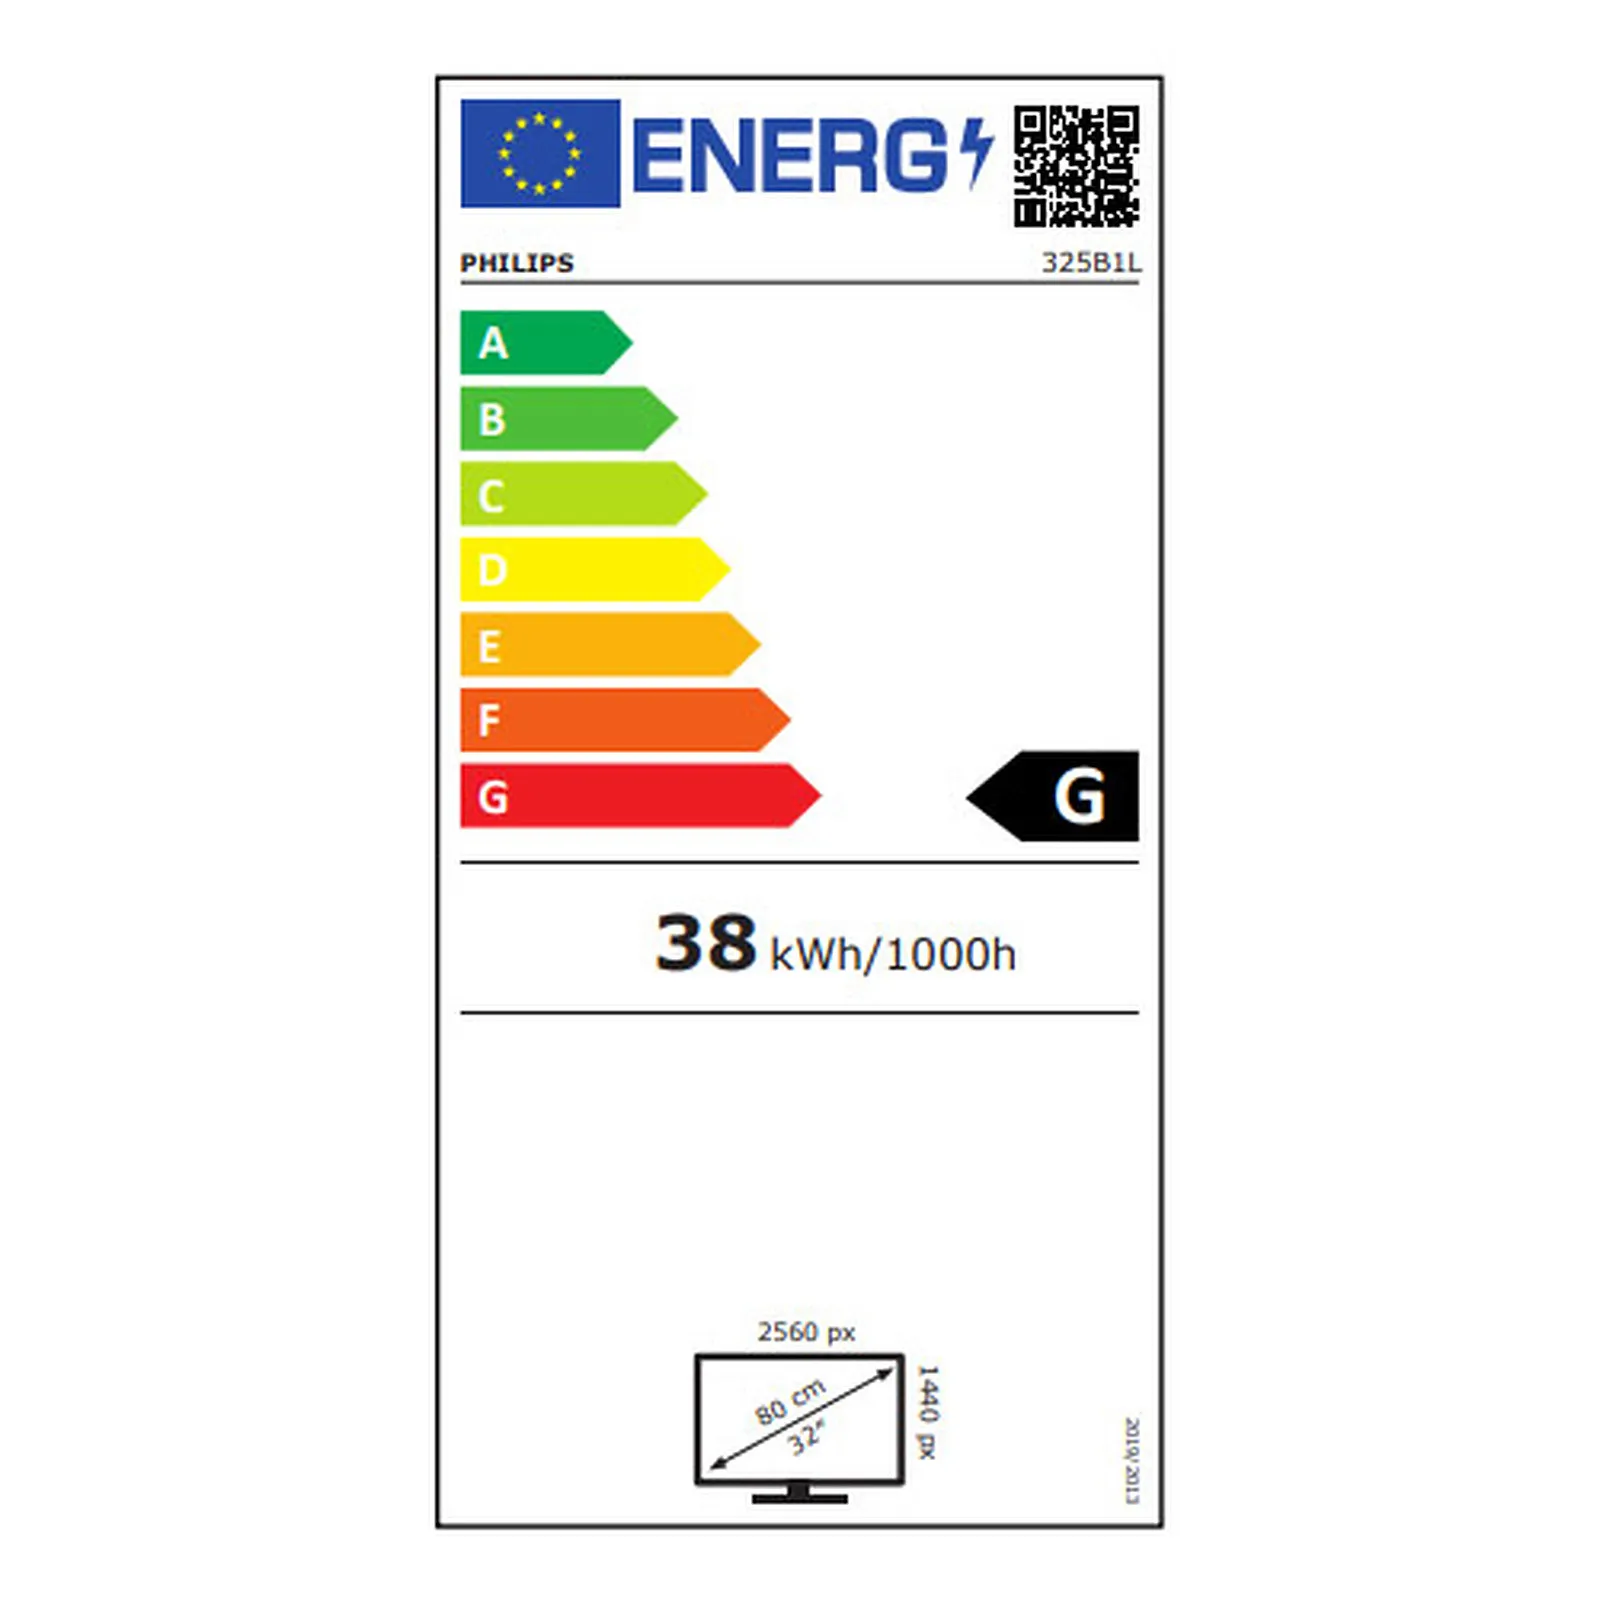 ENERG
PHILIPS 325B1L
A
B
C
D
E
F
G
G
38 kWh/1000h
2560 px
80 cm
32"
1440 px
2019/2013